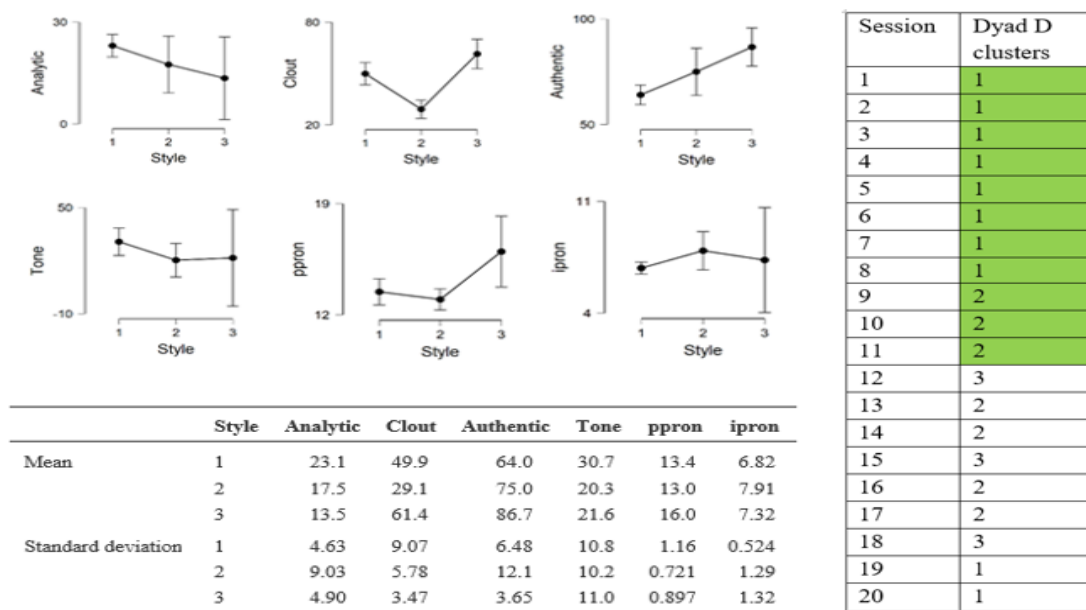 30
Analytic
0
1 2 3
Style
80
Clout
20
1 2 3
Style
100
Authentic
50
1 2 3
Style
50
Tone
-10
1 2 3
Style
19
ppron
12
1 2 3
Style
11
ipron
4
1 2 3
Style
Style Analytic Clout Authentic Tone ppron ipron
Mean 1 23.1 49.9 64.0 30.7 13.4 6.82
2 17.5 29.1 75.0 20.3 13.0 7.91
3 13.5 61.4 86.7 21.6 16.0 7.32
Standard deviation 1 4.63 9.07 6.48 10.8 1.16 0.524
2 9.03 5.78 12.1 10.2 0.721 1.29
3 4.90 3.47 3.65 11.0 0.897 1.32
Session Dyad D
clusters
1 1
2 1
3 1
4 1
5 1
6 1
7 1
8 1
9 2
10 2
11 2
12 3
13 2
14 2
15 3
16 2
17 2
18 3
19 1
20 1